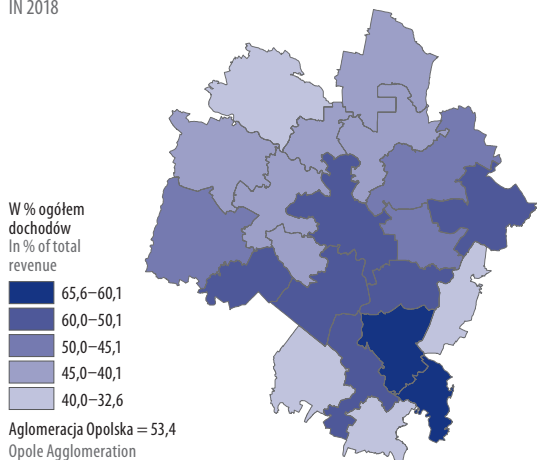 IN 2018
W % ogółem
dochodów
In % of total
revenue
65,6–60,1
60,0–50,1
50,0–45,1
45,0–40,1
40,0–32,6
Aglomeracja Opolska = 53,4
Opole Agglomeration